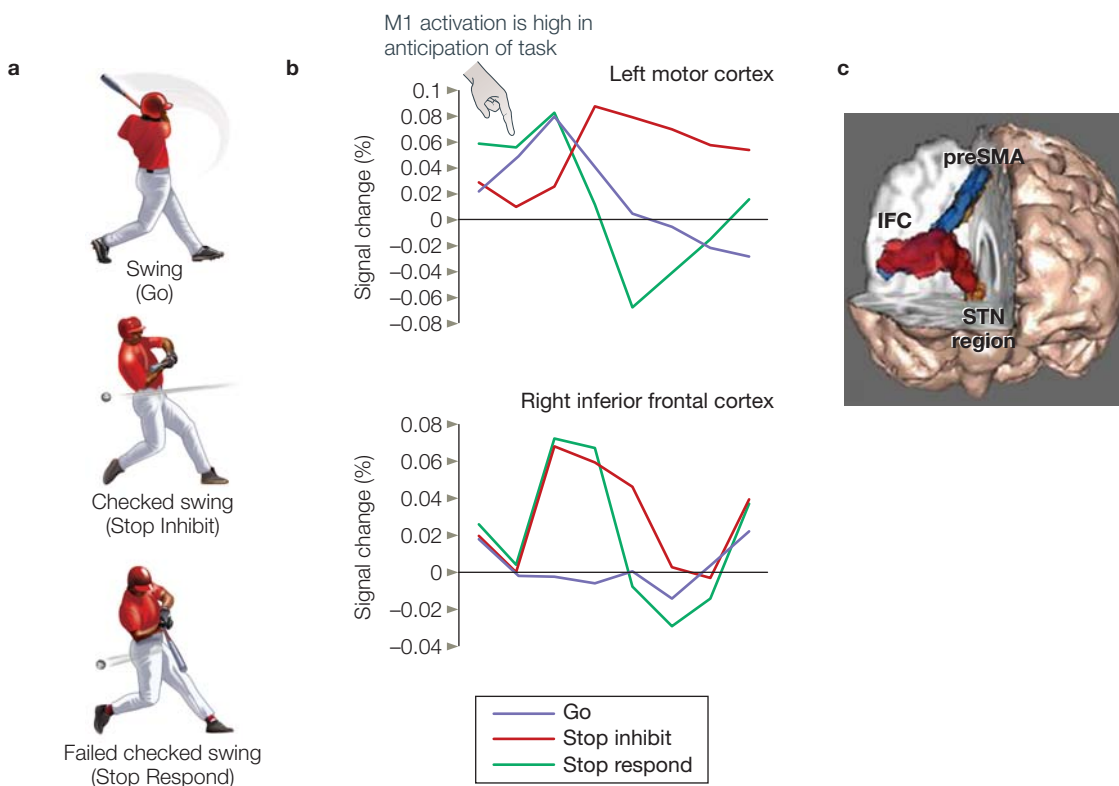 a
Swing
(Go)
Checked swing
(Stop Inhibit)
Failed checked swing
(Stop Respond)
b
M1 activation is high in
anticipation of task
Left motor cortex
Signal change (%)
0.1
0.08
0.06
0.04
0.02
0
−0.02
−0.04
−0.06
−0.08
Right inferior frontal cortex
Signal change (%)
0.08
0.06
0.04
0.02
0
−0.02
−0.04
Go
Stop inhibit
Stop respond
c
preSMA
IFC
STN
region